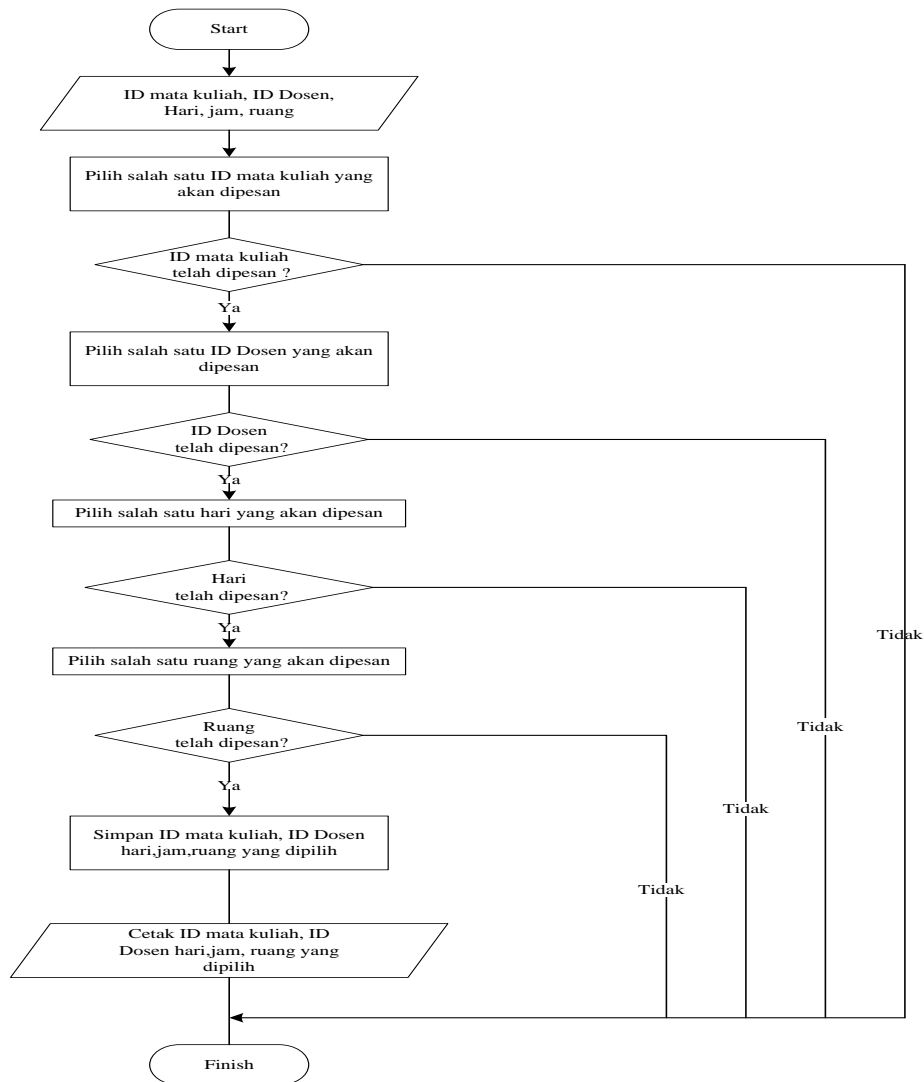 Start
ID mata kuliah, ID Dosen,
Hari, jam, ruang
Pilih salah satu ID mata kuliah yang
akan dipesan
ID mata kuliah
telah dipesan ?
Ya
Pilih salah satu ID Dosen yang akan
dipesan
ID Dosen
telah dipesan?
Ya
Pilih salah satu hari yang akan dipesan
Hari
telah dipesan?
Ya
Tidak
Pilih salah satu ruang yang akan dipesan
Ruang
telah dipesan?
Tidak
Ya
Tidak
Simpan ID mata kuliah, ID Dosen
hari,jam,ruang yang dipilih
Tidak
Cetak ID mata kuliah, ID
Dosen hari,jam, ruang yang
dipilih
Finish